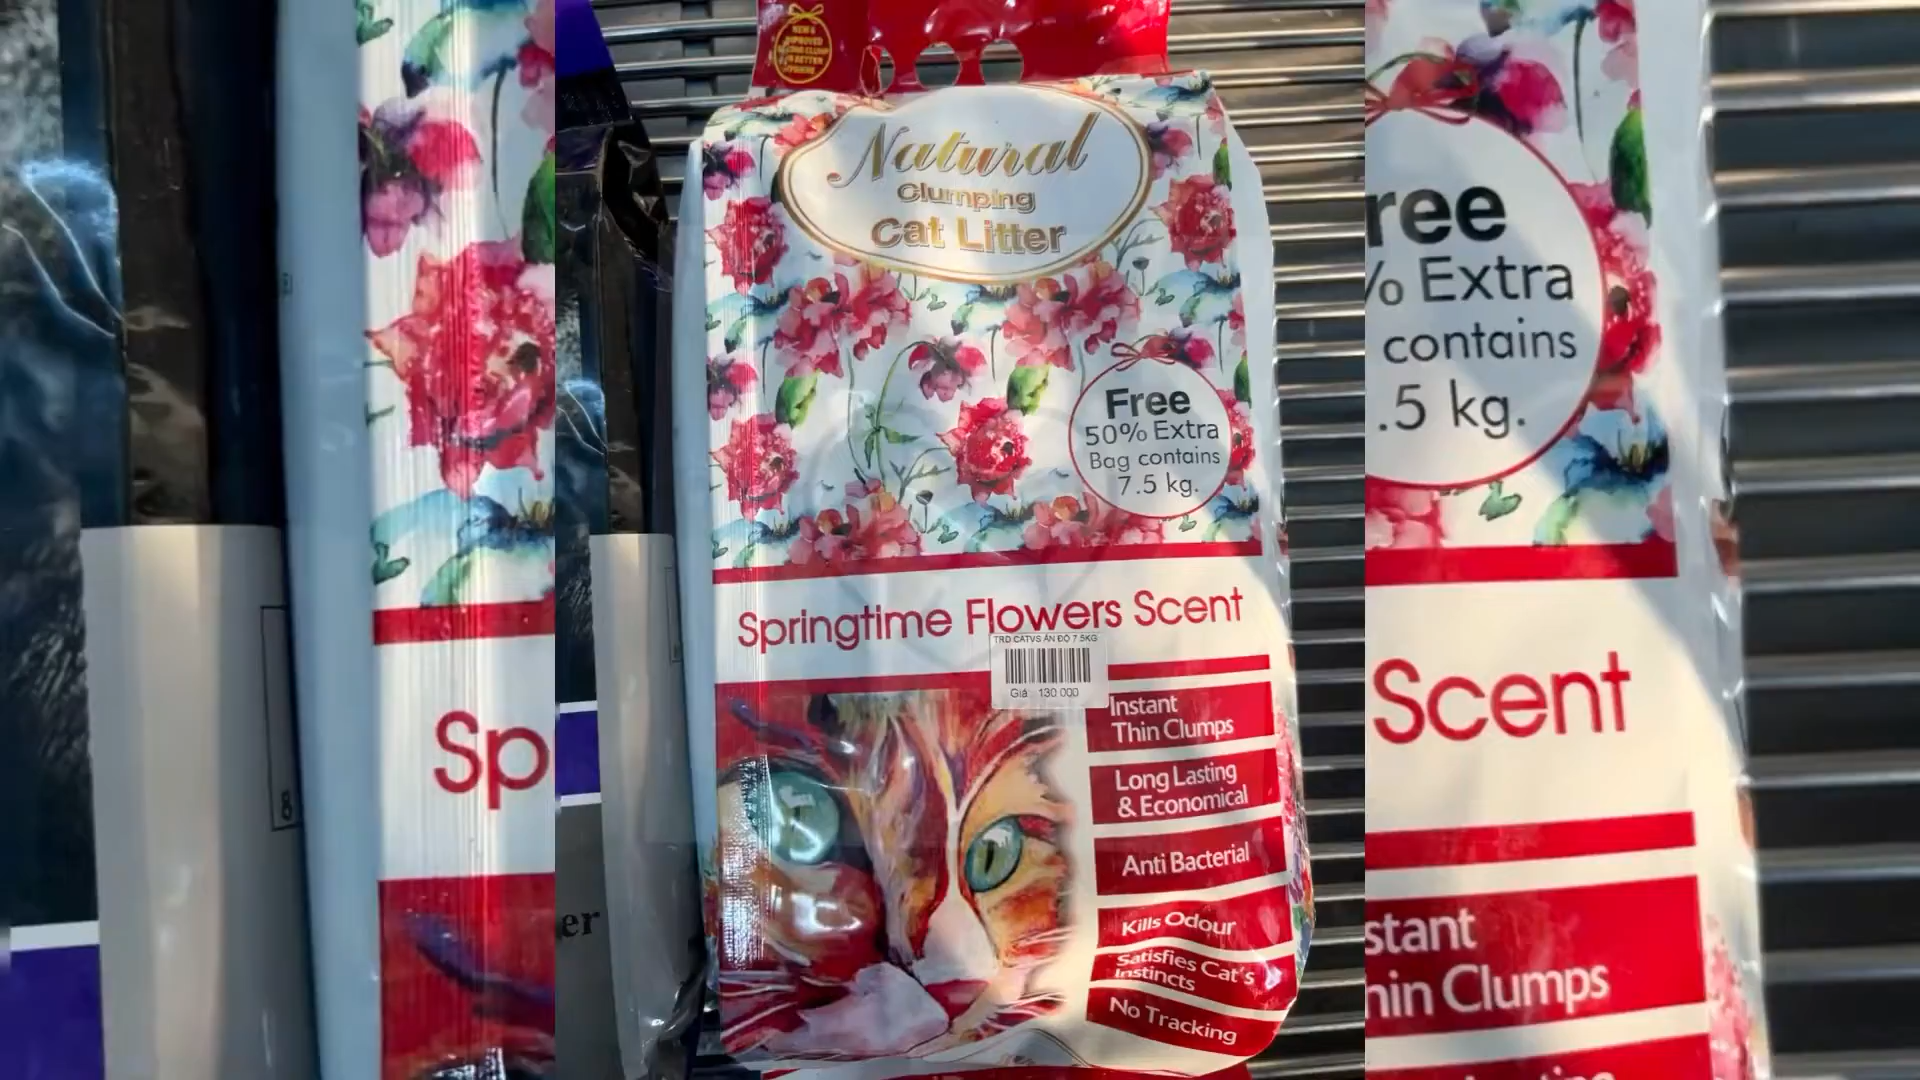 Natural
Clumping
Cat Litter
Free
50% Extra
Bag contains
7.5 kg.
Springtime Flowers Scent
TRD CATVS ẤN ĐỘ 7.5KG
Giá : 130 000
Instant
Thin Clumps
Long Lasting
& Economical
Anti Bacterial
Kills Odour
Satisfies Cat's
Instincts
No Tracking
er
Sp
8
ree
% Extra
contains
.5 kg.
Scent
stant
hin Clumps